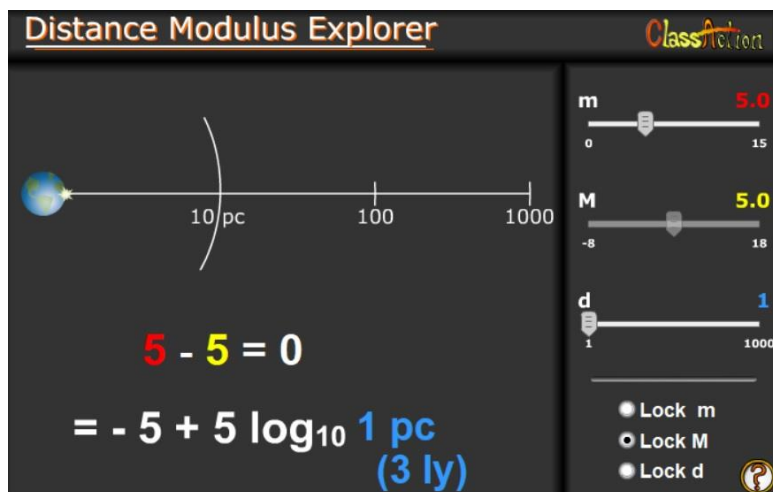 Distance Modulus Explorer
ClassAction
m 5.0
0 15
10 pc 100 1000
M 5.0
-8 18
d 1
1 1000
5 - 5 = 0
= - 5 + 5 log₁₀ 1 pc
(3 ly)
Lock m
Lock M
Lock d
?